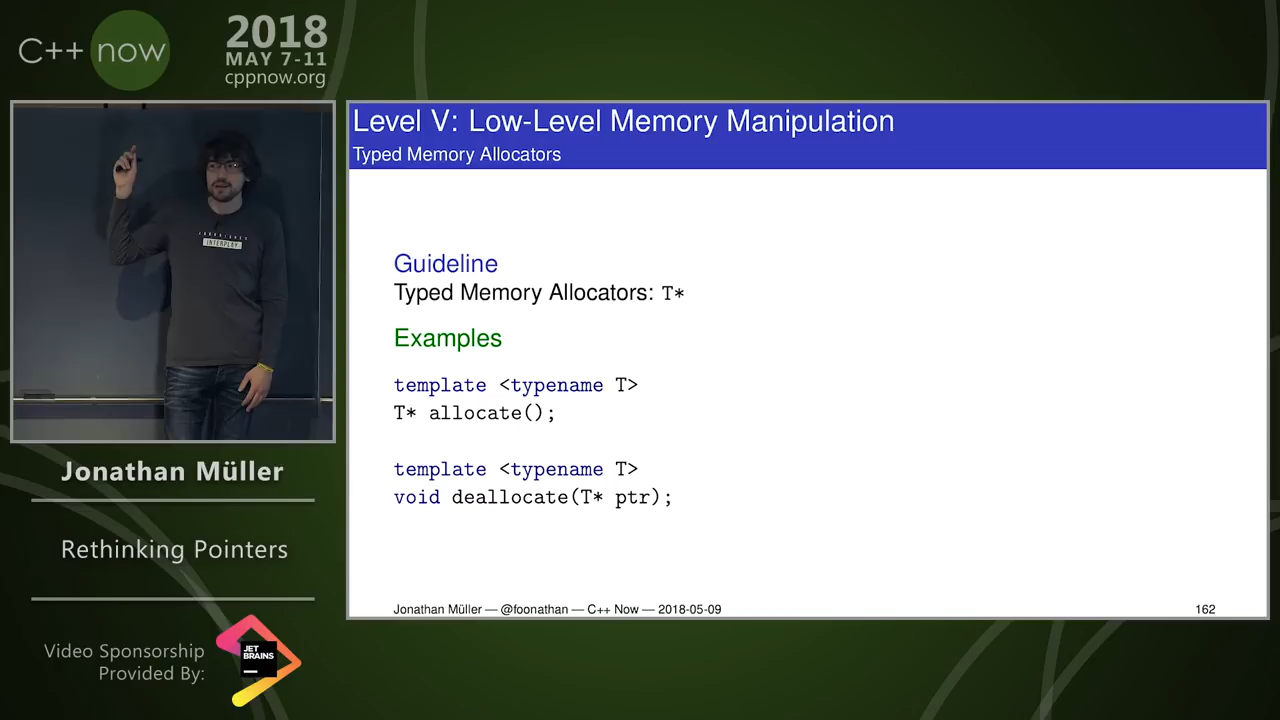 C++ now
2018
MAY 7-11
cppnow.org
Level V: Low-Level Memory Manipulation
Typed Memory Allocators
Guideline
Typed Memory Allocators: T*
Examples
template <typename T>
T* allocate();
template <typename T>
void deallocate(T* ptr);
Jonathan Müller — @foonathan — C++ Now — 2018-05-09
162
INTERPLAY
Jonathan Müller
Rethinking Pointers
Video Sponsorship
Provided By:
JET
BRAINS